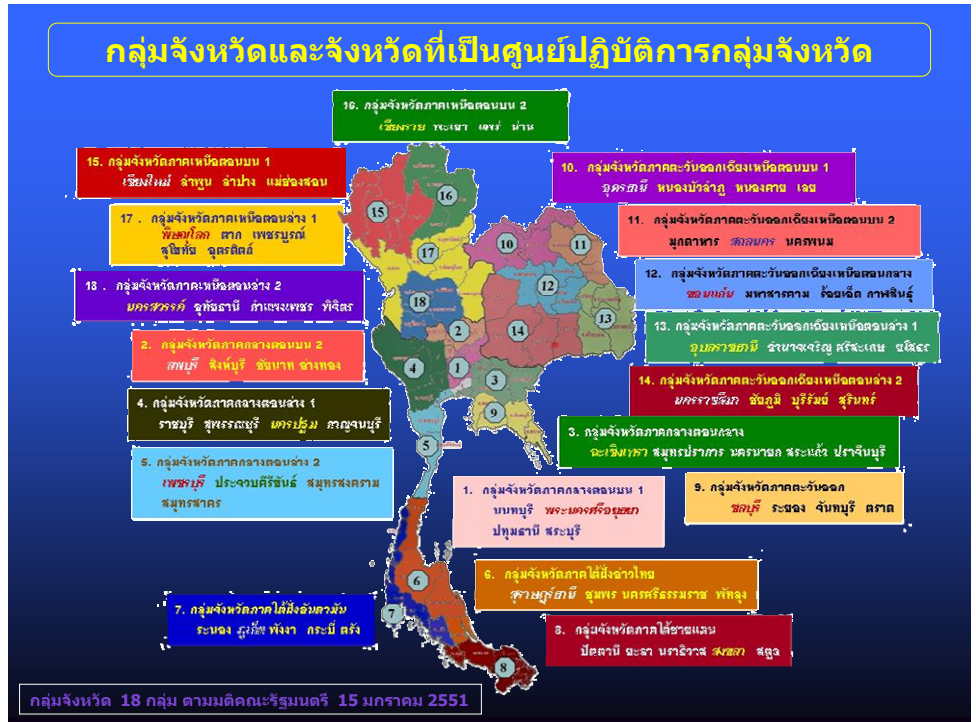 กลุ่มจังหวัดและจังหวัดที่เป็นศูนย์ปฏิบัติการกลุ่มจังหวัด
16. กลุ่มจังหวัดภาคเหนือตอนบน 2
เชียงราย พะเยา แพร่ น่าน
15. กลุ่มจังหวัดภาคเหนือตอนบน 1
เชียงใหม่ ลำพูน ลำปาง แม่ฮ่องสอน
17 . กลุ่มจังหวัดภาคเหนือตอนล่าง 1
พิษณุโลก ตาก เพชรบูรณ์
สุโขทัย อุตรดิตถ์
18 . กลุ่มจังหวัดภาคเหนือตอนล่าง 2
นครสวรรค์ อุทัยธานี กำแพงเพชร พิจิตร
2. กลุ่มจังหวัดภาคกลางตอนบน 2
ลพบุรี สิงห์บุรี ชัยนาท อ่างทอง
4. กลุ่มจังหวัดภาคกลางตอนล่าง 1
ราชบุรี สุพรรณบุรี นครปฐม กาญจนบุรี
5. กลุ่มจังหวัดภาคกลางตอนล่าง 2
เพชรบุรี ประจวบคีรีขันธ์ สมุทรสงคราม
สมุทรสาคร
10. กลุ่มจังหวัดภาคตะวันออกเฉียงเหนือตอนบน 1
อุดรธานี หนองบัวลำภู หนองคาย เลย
11. กลุ่มจังหวัดภาคตะวันออกเฉียงเหนือตอนบน 2
มุกดาหาร สกลนคร นครพนม
12. กลุ่มจังหวัดภาคตะวันออกเฉียงเหนือตอนกลาง
ขอนแก่น มหาสารคาม ร้อยเอ็ด กาฬสินธุ์
13. กลุ่มจังหวัดภาคตะวันออกเฉียงเหนือตอนล่าง 1
อุบลราชธานี อำนาจเจริญ ศรีสะเกษ ยโสธร
14. กลุ่มจังหวัดภาคตะวันออกเฉียงเหนือตอนล่าง 2
นครราชสีมา ชัยภูมิ บุรีรัมย์ สุรินทร์
3. กลุ่มจังหวัดภาคกลางตอนกลาง
ฉะเชิงเทรา สมุทรปราการ นครนายก สระแก้ว ปราจีนบุรี
9. กลุ่มจังหวัดภาคตะวันออก
ชลบุรี ระยอง จันทบุรี ตราด
1. กลุ่มจังหวัดภาคกลางตอนบน 1
นนทบุรี พระนครศรีอยุธยา
ปทุมธานี สระบุรี
6. กลุ่มจังหวัดภาคใต้ฝั่งอ่าวไทย
สุราษฎร์ธานี ชุมพร นครศรีธรรมราช พัทลุง
7. กลุ่มจังหวัดภาคใต้ฝั่งอันดามัน
ระนอง ภูเก็ต พังงา กระบี่ ตรัง
8. กลุ่มจังหวัดภาคใต้ชายแดน
ปัตตานี ยะลา นราธิวาส สงขลา สตูล
16
15
17
10
11
18
12
2
13
14
4
1
3
9
5
6
7
8
กลุ่มจังหวัด 18 กลุ่ม ตามมติคณะรัฐมนตรี 15 มกราคม 2551